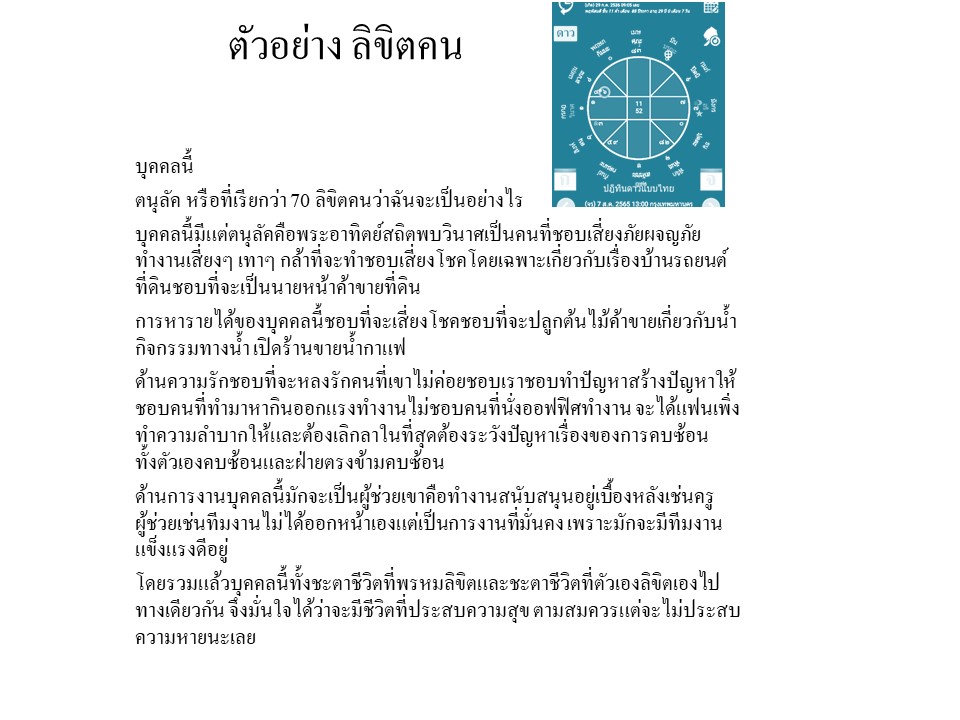 ตัวอย่าง ลิขิตคน
ดาว
11
52
ปฏิทินดาวแบบไทย
(จร) 7 ส.ค. 2565 13:00 กรุงเทพมหานคร
บุคคลนี้
ตนุลัค หรือที่เรียกว่า 70 ลิขิตคนว่าฉันจะเป็นอย่างไร
บุคคลนี้มีแต่ตนุลัคคือพระอาทิตย์สถิตพบวินาศเป็นคนที่ชอบเสี่ยงภัยผจญภัย
ทำงานเสี่ยงๆ เทาๆ กล้าที่จะทำชอบเสี่ยงโชคโดยเฉพาะเกี่ยวกับเรื่องบ้านรถยนต์
ที่ดินชอบที่จะเป็นนายหน้าค้าขายที่ดิน
การหารายได้ของบุคคลนี้ชอบที่จะเสี่ยงโชคชอบที่จะปลูกต้นไม้ค้าขายเกี่ยวกับน้ำ
กิจกรรมทางน้ำ เปิดร้านขายน้ำกาแฟ
ด้านความรักชอบที่จะหลงรักคนที่เขาไม่ค่อยชอบเราชอบทำปัญหาสร้างปัญหาให้
ชอบคนที่ทำมาหากินออกแรงทำงาน ไม่ชอบคนที่นั่งออฟฟิศทำงาน จะได้แฟนเพิ่ง
ทำความลำบากให้และต้องเลิกลาในที่สุดต้องระวังปัญหาเรื่องของการคบซ้อน
ทั้งตัวเองคบซ้อนและฝ่ายตรงข้ามคบซ้อน
ด้านการงานบุคคลนี้มักจะเป็นผู้ช่วยเขาคือทำงานสนับสนุนอยู่เบื้องหลังเช่นครู
ผู้ช่วยเช่นทีมงาน ไม่ได้ออกหน้าเองแต่เป็นการงานที่มั่นคง เพราะมักจะมีทีมงาน
แข็งแรงดีอยู่
โดยรวมแล้วบุคคลนี้ทั้งชะตาชีวิตที่พรหมลิขิตและชะตาชีวิตที่ตัวเองลิขิตเองไป
ทางเดียวกัน จึงมั่นใจได้ว่าจะมีชีวิตที่ประสบความสุข ตามสมควรแต่จะไม่ประสบ
ความหายนะเลย